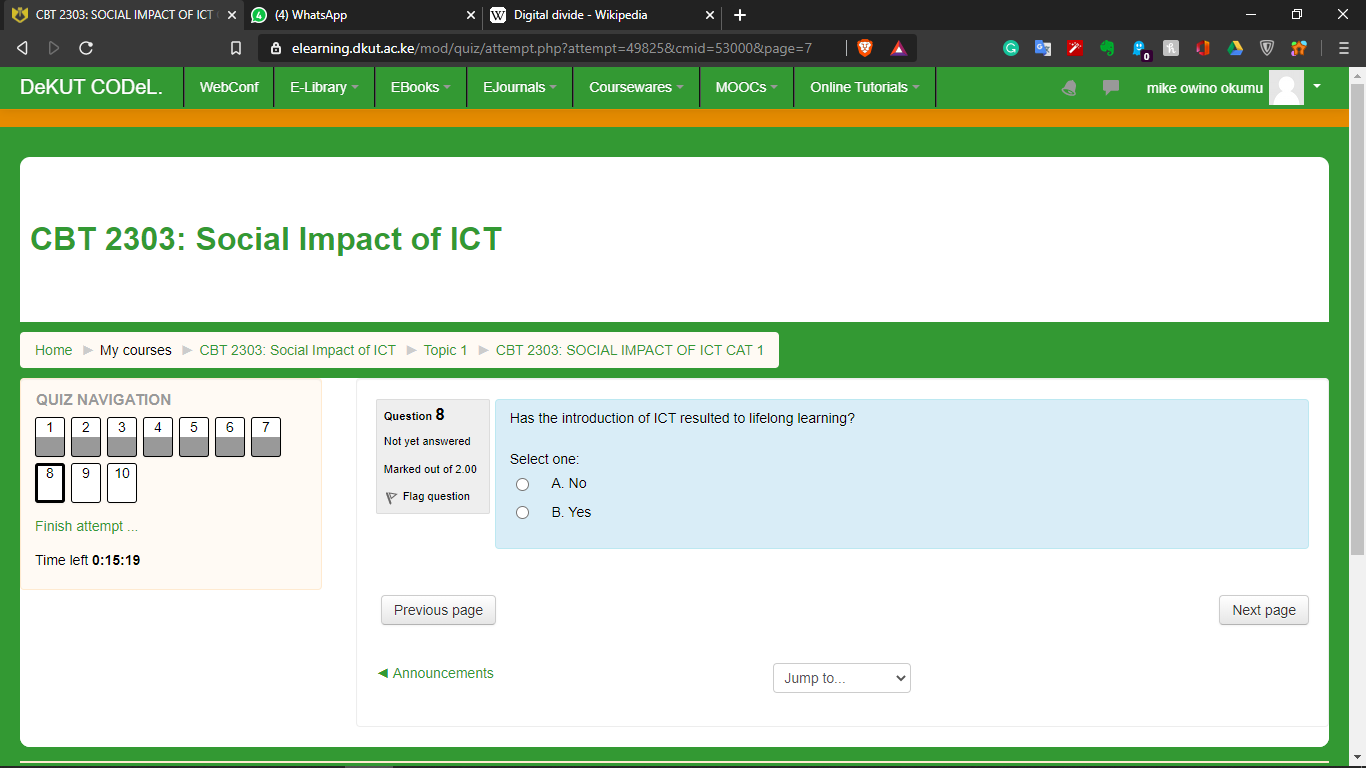 CBT 2303: SOCIAL IMPACT OF ICT
(4) WhatsApp
Digital divide - Wikipedia
elearning.dkut.ac.ke/mod/quiz/attempt.php?attempt=49825&cmid=53000&page=7
0
DeKUT CODeL.
WebConf
E-Library
EBooks
EJournals
Coursewares
MOOCs
Online Tutorials
mike owino okumu
CBT 2303: Social Impact of ICT
Home
My courses
CBT 2303: Social Impact of ICT
Topic 1
CBT 2303: SOCIAL IMPACT OF ICT CAT 1
QUIZ NAVIGATION
1 2 3 4 5 6 7
8 9 10
Finish attempt ...
Time left 0:15:19
Question 8
Not yet answered
Marked out of 2.00
Flag question
Has the introduction of ICT resulted to lifelong learning?
Select one:
A. No
B. Yes
Previous page
Next page
◄ Announcements
Jump to...